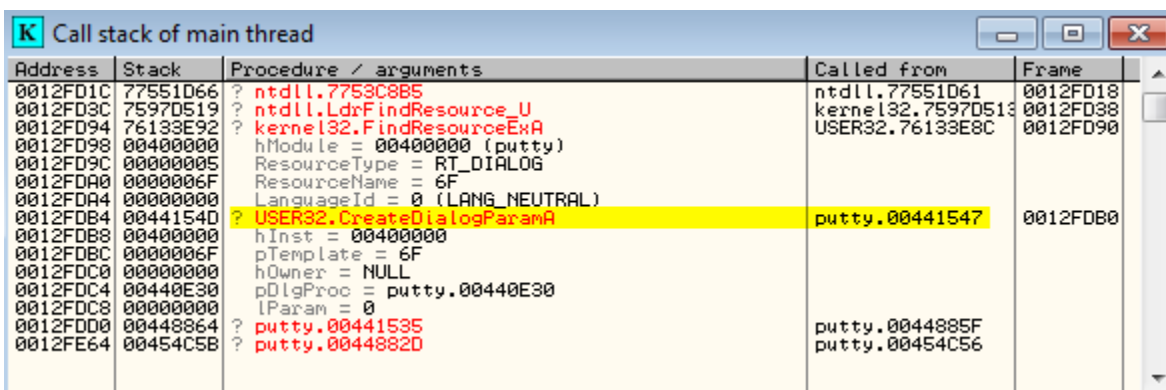 K Call stack of main thread
Address Stack Procedure / arguments Called from Frame
0012FD1C 77551D66 ? ntdll.7753C8B5 ntdll.77551D61 0012FD18
0012FD3C 7597D519 ? ntdll.LdrFindResource_U kernel32.7597D513 0012FD38
0012FD94 76133E92 ? kernel32.FindResourceExA USER32.76133E8C 0012FD90
0012FD98 00400000 hModule = 00400000 (putty)
0012FD9C 00000005 ResourceType = RT_DIALOG
0012FDA0 0000006F ResourceName = 6F
0012FDA4 00000000 LanguageId = 0 (LANG_NEUTRAL)
0012FDB4 0044154D ? USER32.CreateDialogParamA putty.00441547 0012FDB0
0012FDB8 00400000 hInst = 00400000
0012FDBC 0000006F pTemplate = 6F
0012FDC0 00000000 hOwner = NULL
0012FDC4 00440E30 pDlgProc = putty.00440E30
0012FDC8 00000000 lParam = 0
0012FDD0 00448864 ? putty.00441535 putty.0044885F
0012FE64 00454C5B ? putty.0044882D putty.00454C56